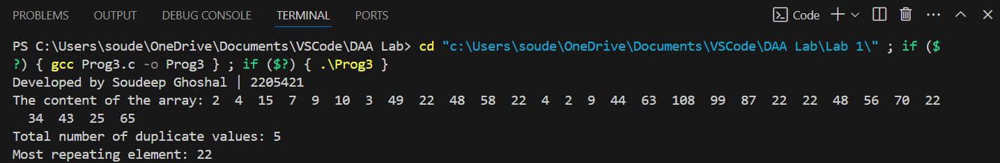 PROBLEMS OUTPUT DEBUG CONSOLE TERMINAL PORTS Code
PS C:\Users\soude\OneDrive\Documents\VSCode\DAA Lab> cd "c:\Users\soude\OneDrive\Documents\VSCode\DAA Lab\Lab 1\" ; if ($
?) { gcc Prog3.c -o Prog3 } ; if ($?) { .\Prog3 }
Developed by Soudeep Ghoshal | 2205421
The content of the array: 2  4  15  7  9  10  3  49  22  48  58  22  4  2  9  44  63  108  99  87  22  22  48  56  70  22
  34  43  25  65
Total number of duplicate values: 5
Most repeating element: 22